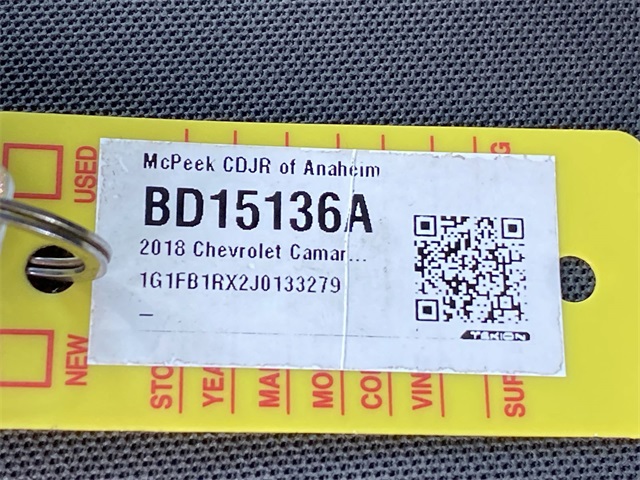 McPeek CDJR of Anaheim
BD15136A
2018 Chevrolet Camar...
1G1FB1RX2J0133279
–
TEKION
USED
NEW